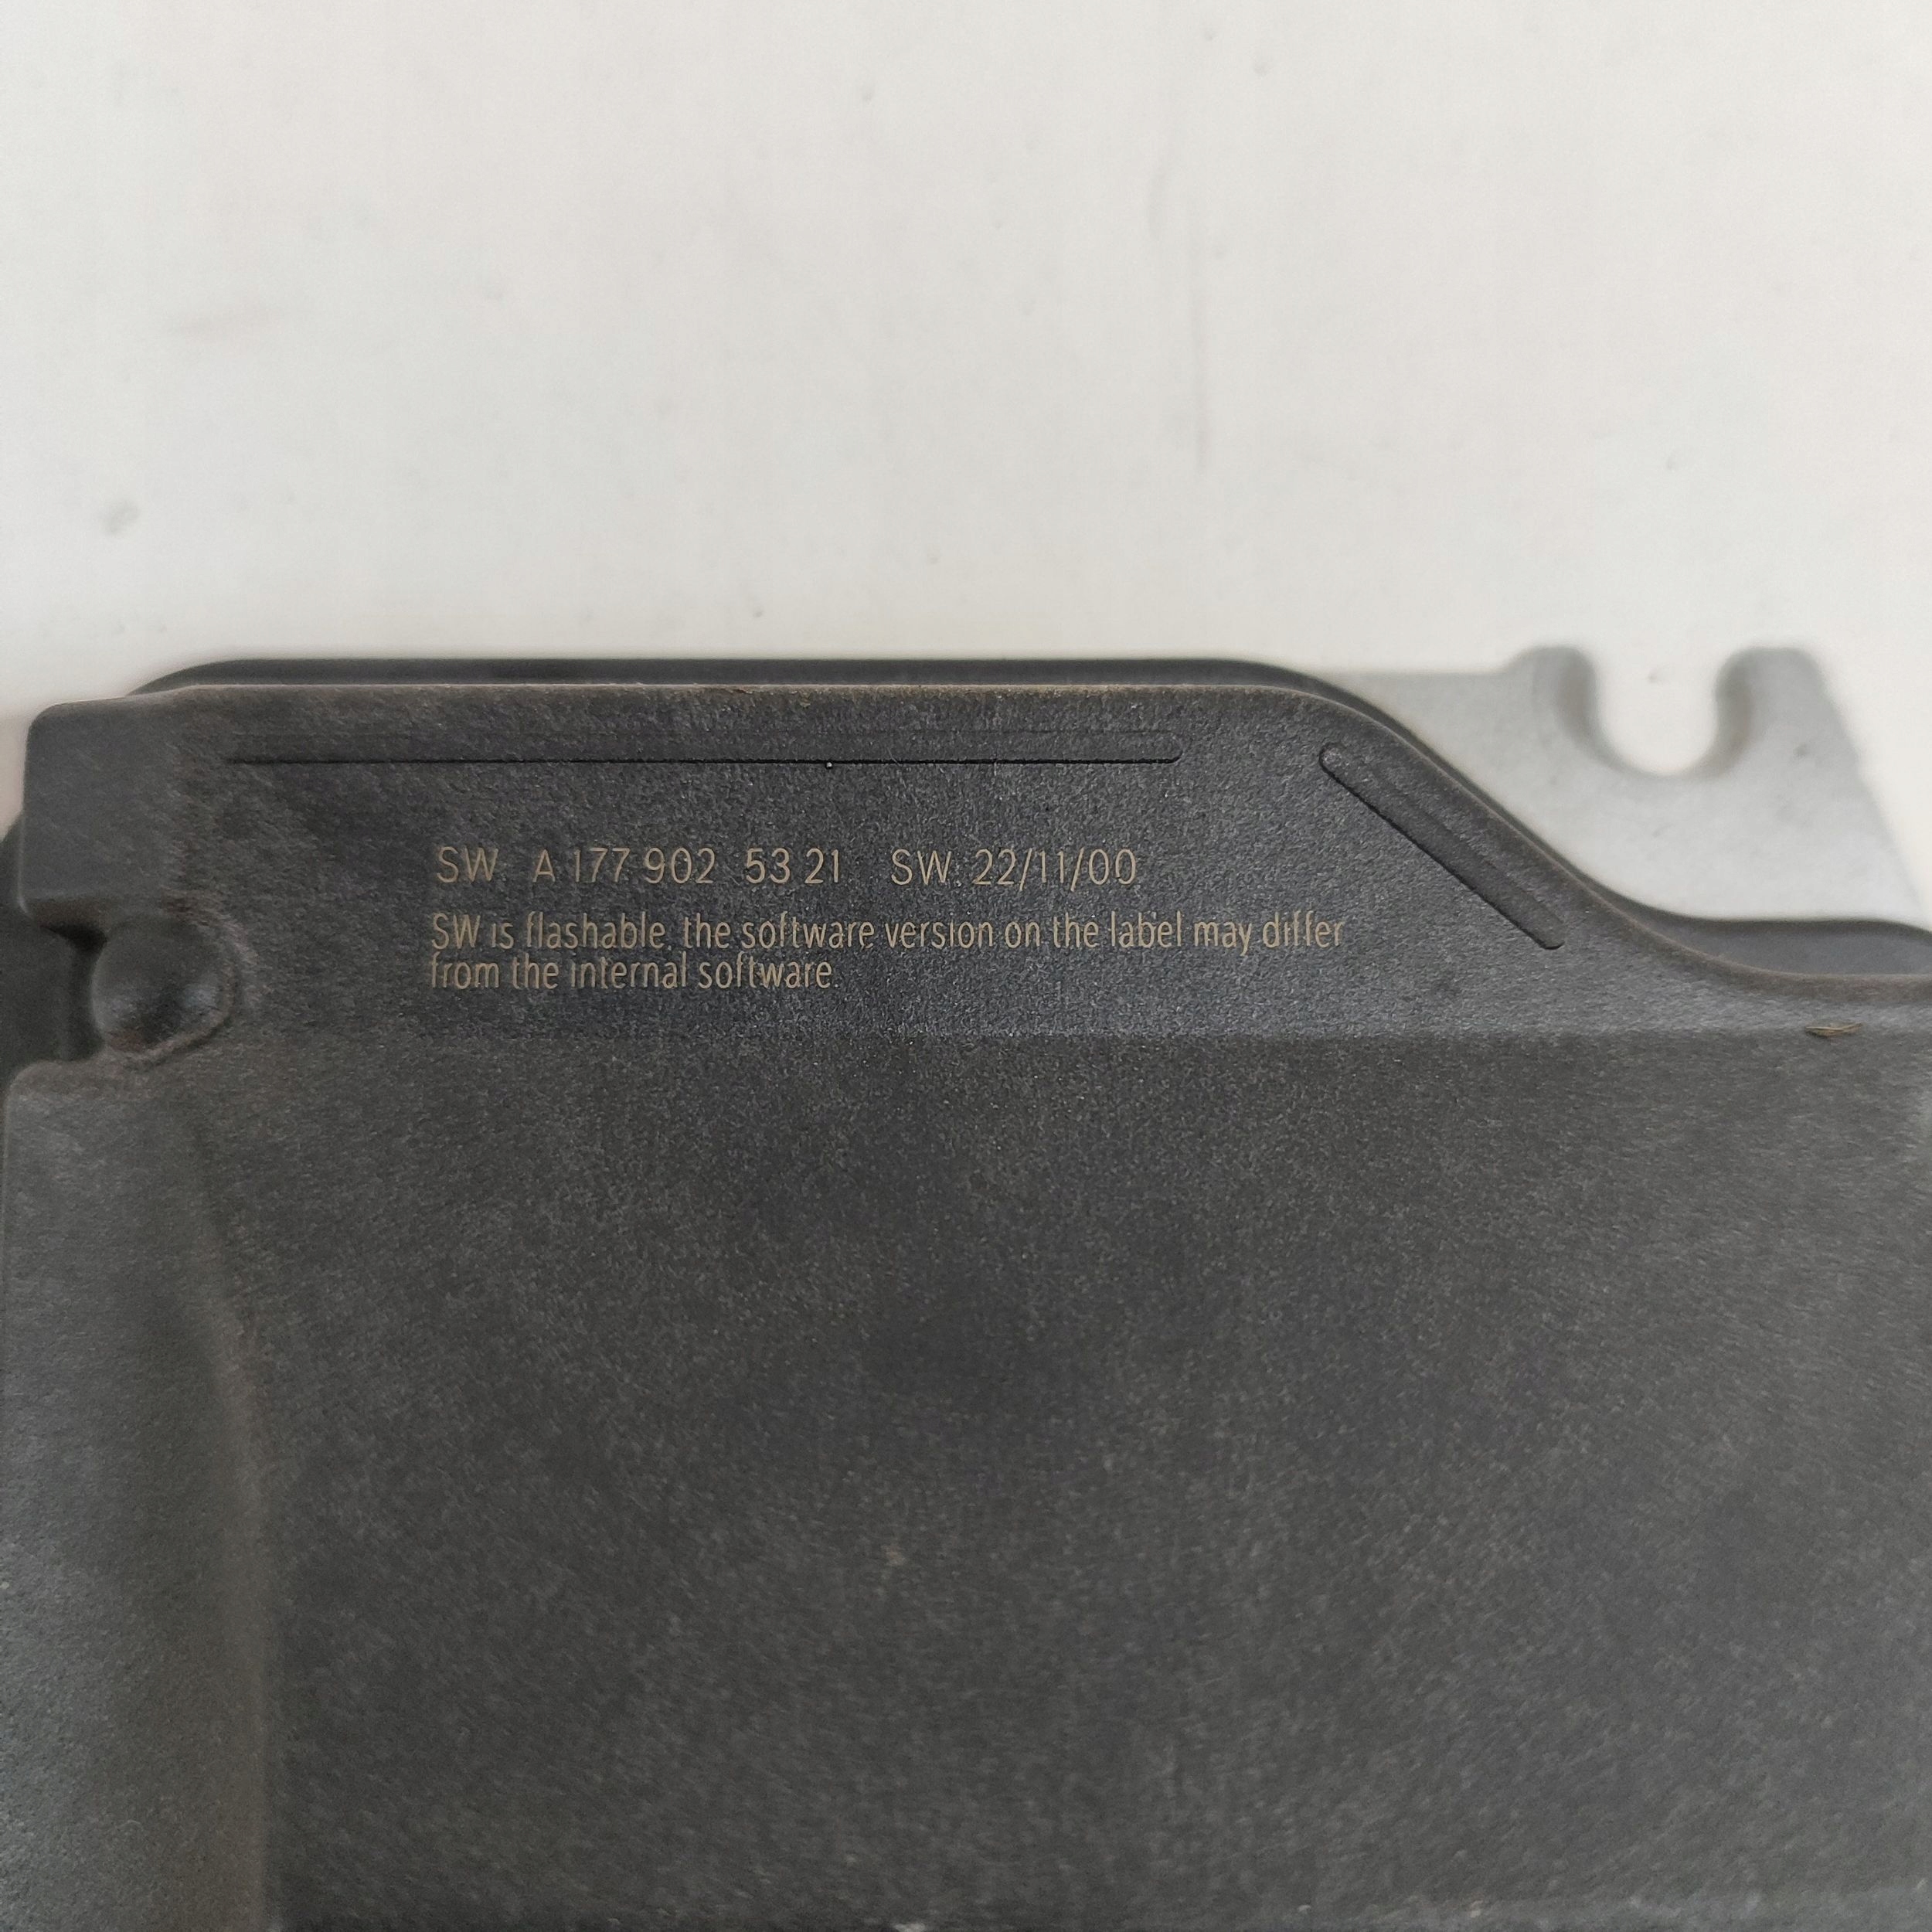 SW: A 177 902 53 21 SW: 22/11/00
SW is flashable, the software version on the label may differ
from the internal software.